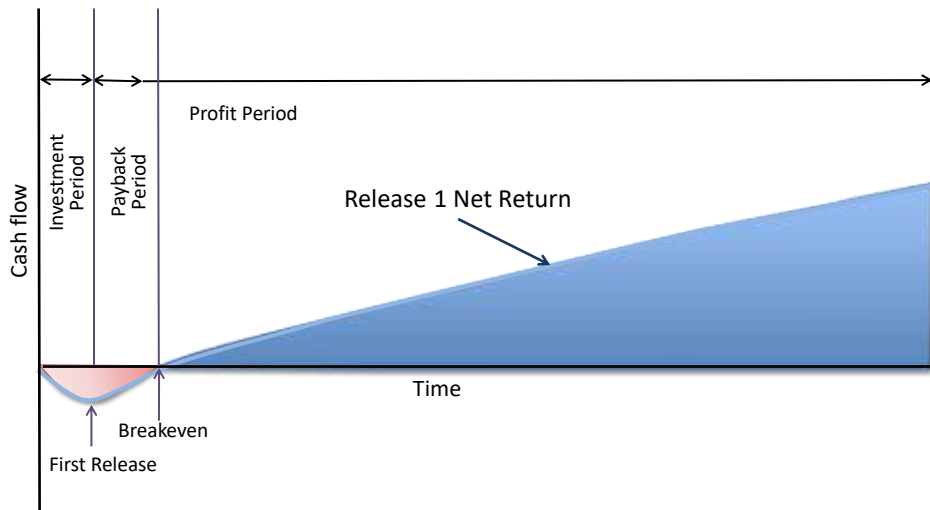 Investment
Period
Payback
Period
Profit Period
Release 1 Net Return
Cash flow
Time
Breakeven
First Release